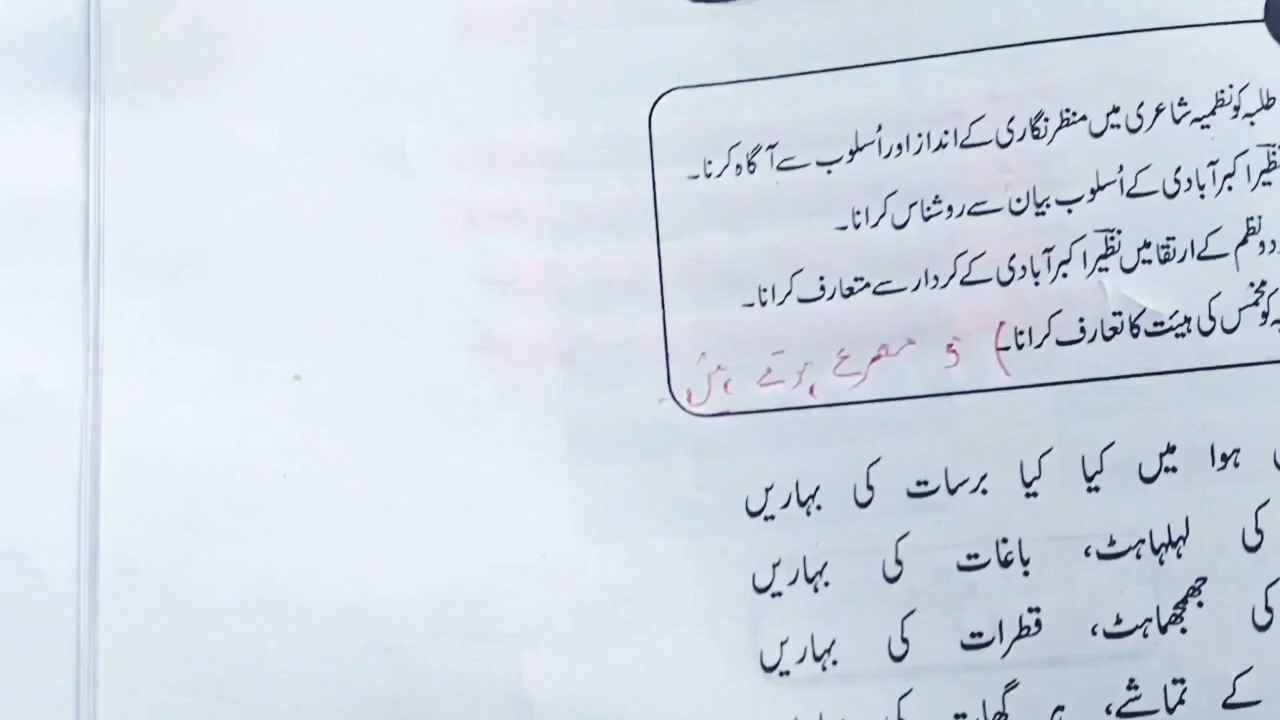 طلبہ کو نظمیہ شاعری میں منظر نگاری کے انداز اور اُسلوب سے آگاہ کرنا۔
نظیرؔ اکبر آبادی کے اُسلوب بیان سے روشناس کرانا۔
نظم کے ارتقا میں نظیرؔ اکبر آبادی کے کردار سے متعارف کرانا۔
کو مخمس کی ہیئت کا تعارف کرانا۔ ) 5 مصرعے ہوتے ہیں۔
ہوا میں کیا کیا برسات کی بہاریں
کی لہلہاہٹ، باغات کی بہاریں
کی جھمجھماہٹ، قطرات کی بہاریں
کے تماشے، ہر گھات کی